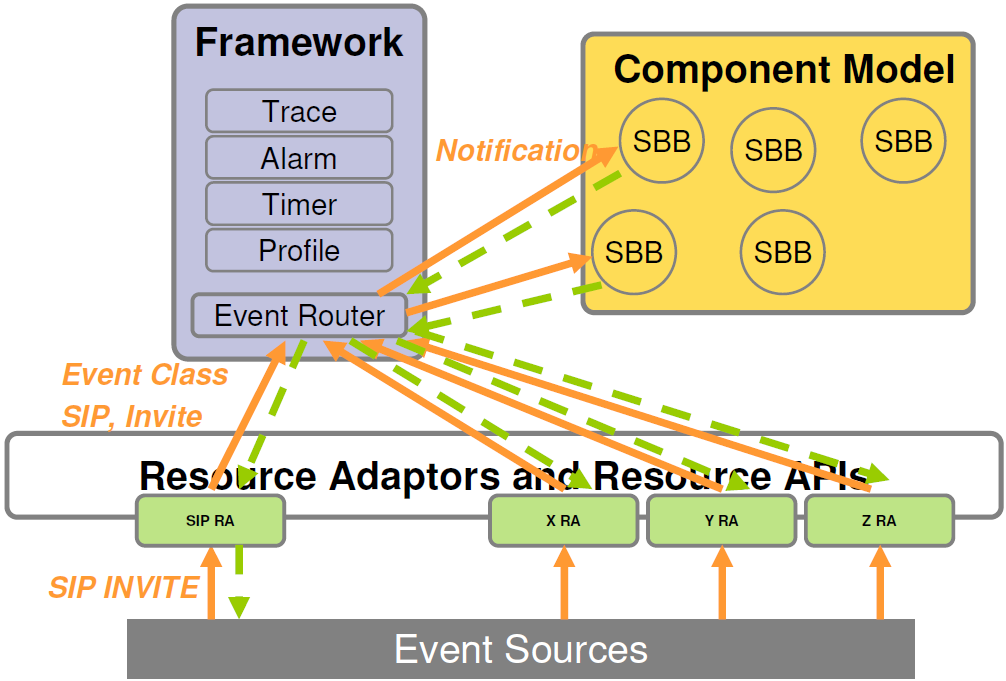 Framework
Trace
Alarm
Timer
Profile
Event Router
Notification
Component Model
SBB
SBB
SBB
SBB
SBB
Event Class
SIP, Invite
Resource Adaptors and Resource APIs
SIP RA
X RA
Y RA
Z RA
SIP INVITE
Event Sources